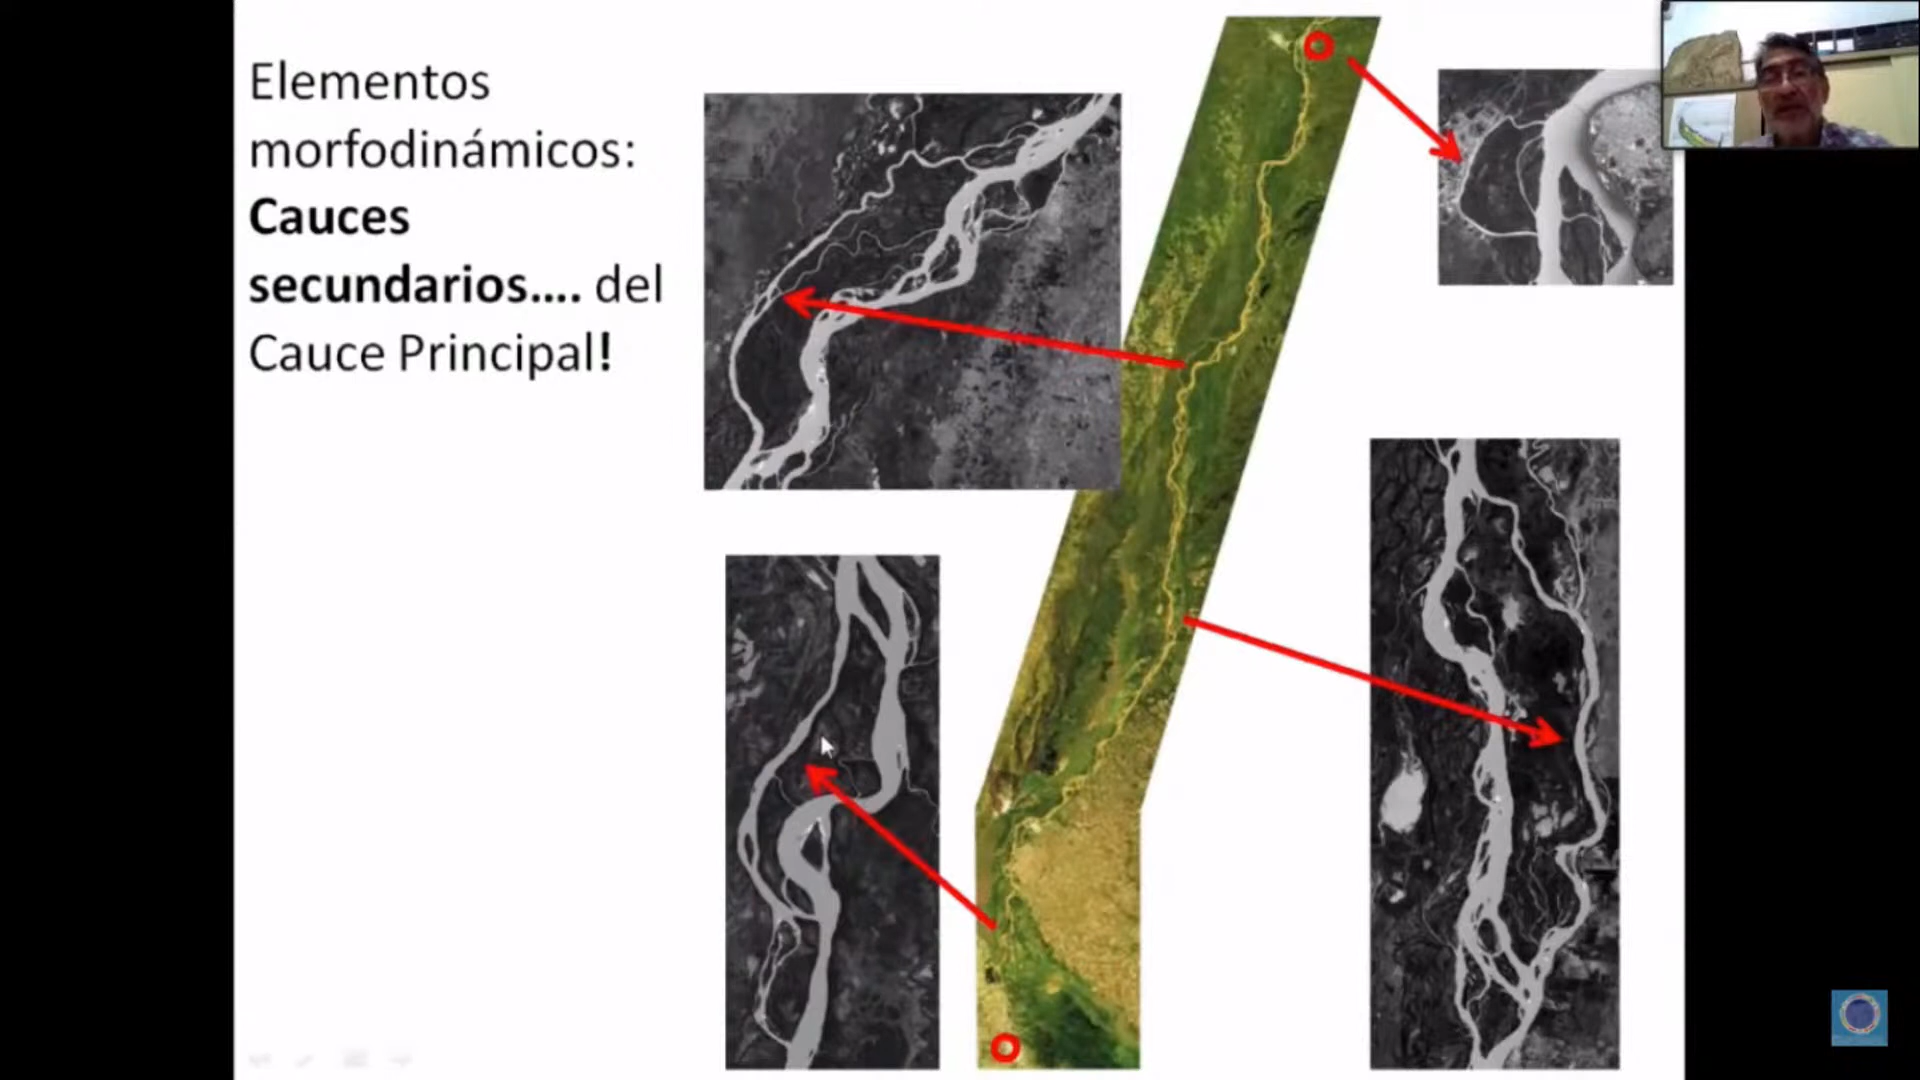 Elementos
morfodinámicos:
Cauces
secundarios.... del
Cauce Principal!